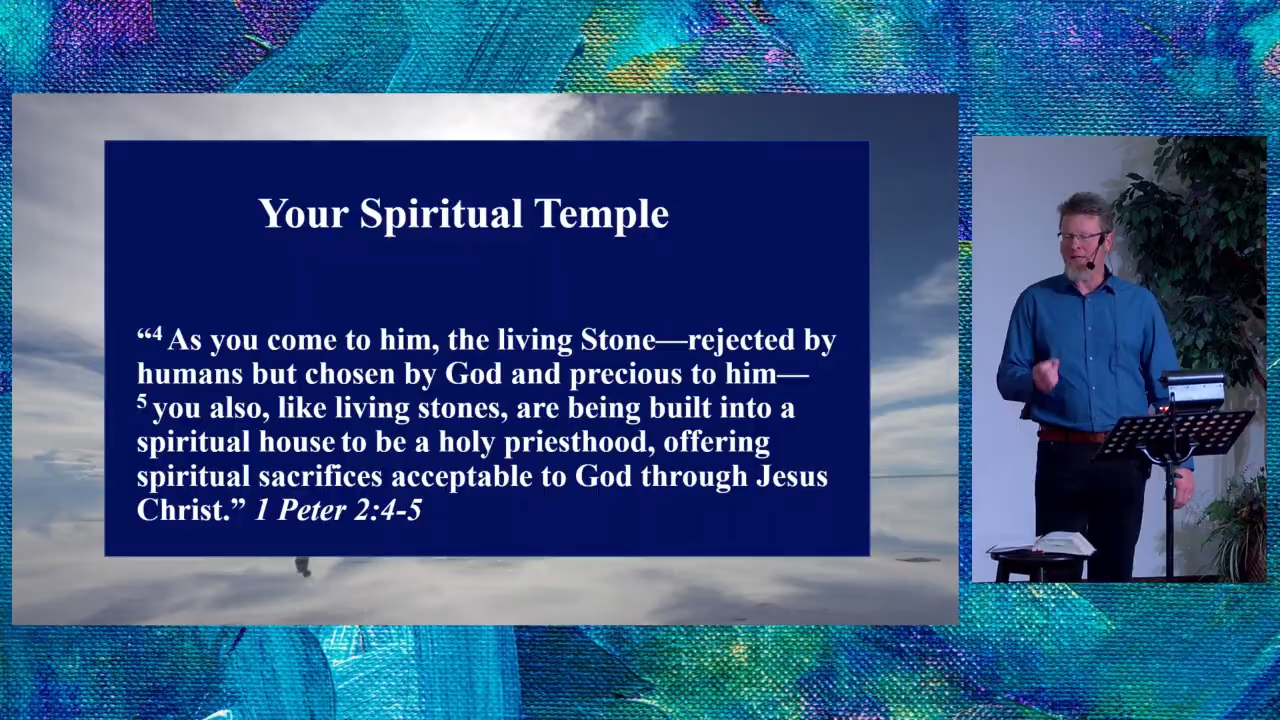 Your Spiritual Temple
“4 As you come to him, the living Stone—rejected by
humans but chosen by God and precious to him—
5 you also, like living stones, are being built into a
spiritual house to be a holy priesthood, offering
spiritual sacrifices acceptable to God through Jesus
Christ.” 1 Peter 2:4-5